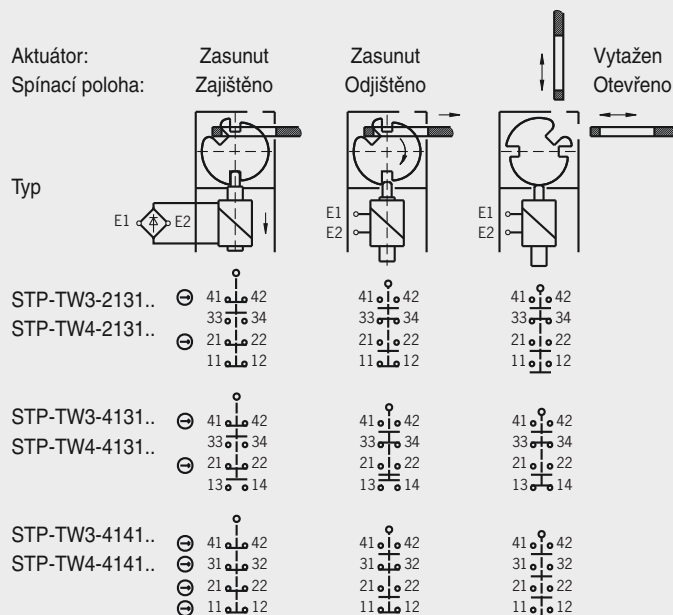 Aktuátor: Zasunut Zasunut Vytažen
Spínací poloha: Zajištěno Odjištěno Otevřeno
Typ
E1 E2 E1 E1
E2 E2
STP-TW3-2131.. 41 42 41 42 41 42
33 34 33 34 33 34
STP-TW4-2131.. 21 22 21 22 21 22
11 12 11 12 11 12
STP-TW3-4131.. 41 42 41 42 41 42
33 34 33 34 33 34
STP-TW4-4131.. 21 22 21 22 21 22
13 14 13 14 13 14
STP-TW3-4141.. 41 42 41 42 41 42
STP-TW4-4141.. 31 32 31 32 31 32
21 22 21 22 21 22
11 12 11 12 11 12